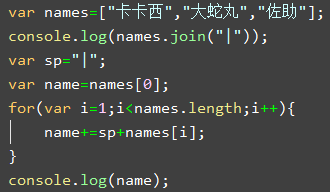 var names=["卡卡西","大蛇丸","佐助"];
console.log(names.join("|"));
var sp="|";
var name=names[0];
for(var i=1;i<names.length;i++){
    name+=sp+names[i];
}
console.log(name);